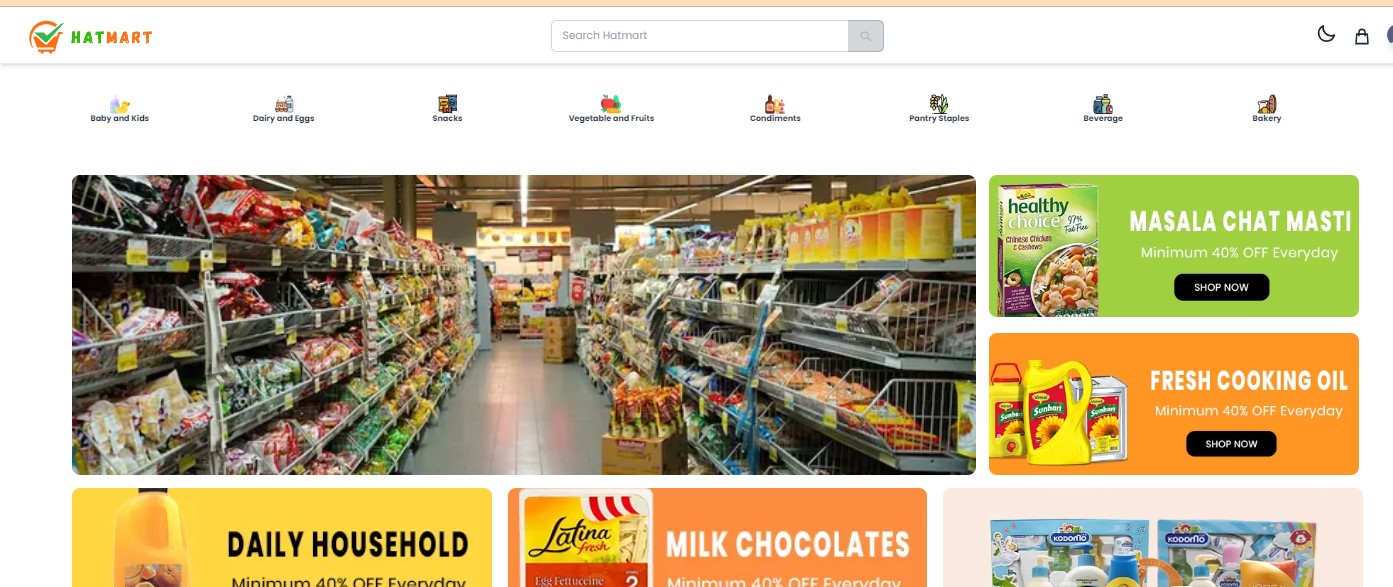 HATMART
Search Hatmart
Baby and Kids
Dairy and Eggs
Snacks
Vegetable and Fruits
Condiments
Pantry Staples
Beverage
Bakery
healthy
choice
97%
Fat Free
Chinese Chicken
& Cashews
MASALA CHAT MASTI
Minimum 40% OFF Everyday
SHOP NOW
Sunbari
Sunbari
Sunbari
FRESH COOKING OIL
Minimum 40% OFF Everyday
SHOP NOW
DAILY HOUSEHOLD
Minimum 40% OFF Everyday
Latina
fresh
Egg Fettuccine
2
MILK CHOCOLATES
Minimum 40% OFF Everyday
KODOMO
KODOMO